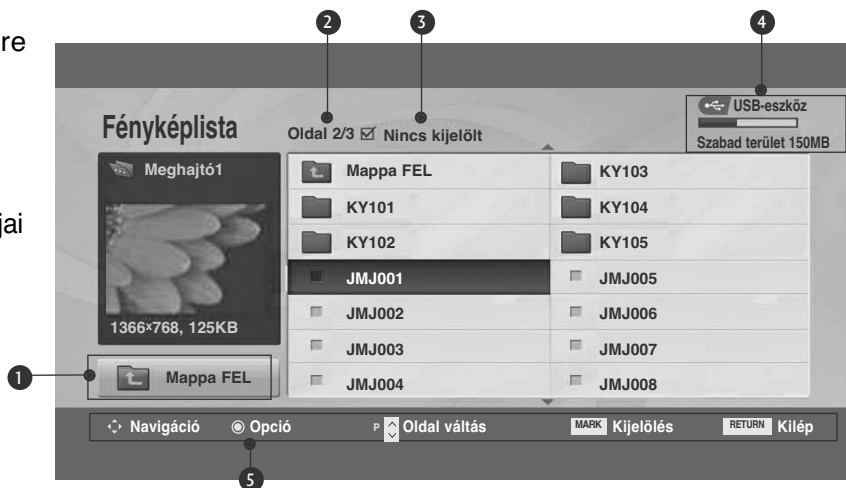 re
jai
2
3
4
Fényképlista
Oldal 2/3 Nincs kijelölt
USB-eszköz
Szabad terület 150MB
Meghajtó1
1366x768, 125KB
1
Mappa FEL
Mappa FEL
KY101
KY102
JMJ001
JMJ002
JMJ003
JMJ004
KY103
KY104
KY105
JMJ005
JMJ006
JMJ007
JMJ008
Navigáció Opció P Oldal váltás MARK Kijelölés RETURN Kilép
5